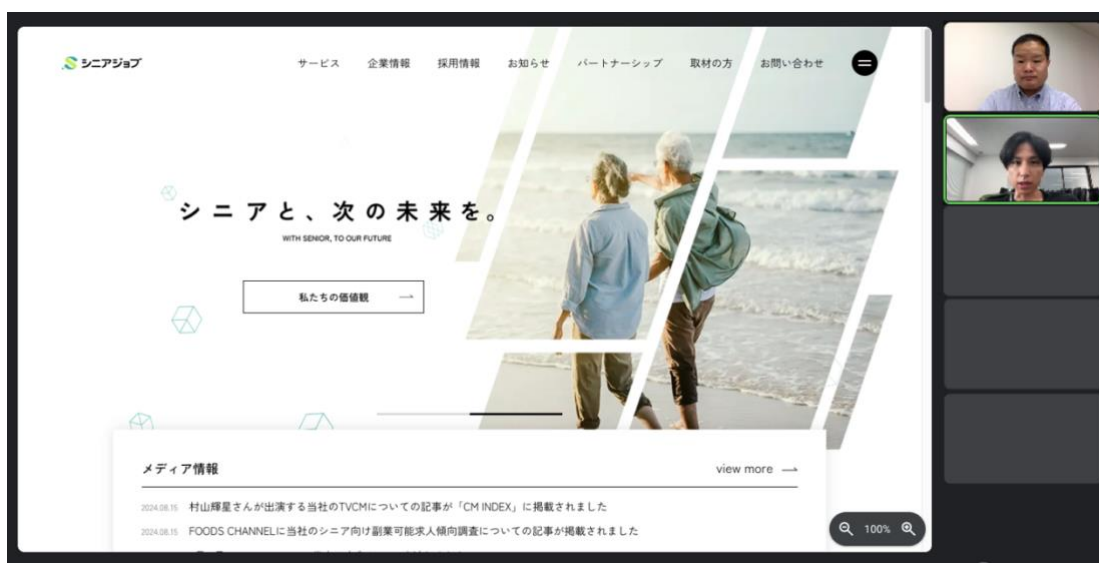 シニアジョブ
サービス
企業情報
採用情報
お知らせ
パートナーシップ
取材の方
お問い合わせ
シニアと、次の未来を。
WITH SENIOR, TO OUR FUTURE
私たちの価値観
メディア情報
view more
2024.08.15 村山輝星さんが出演する当社のTVCMについての記事が「CM INDEX」に掲載されました
2024.08.15 FOODS CHANNELに当社のシニア向け副業可能求人傾向調査についての記事が掲載されました
100%